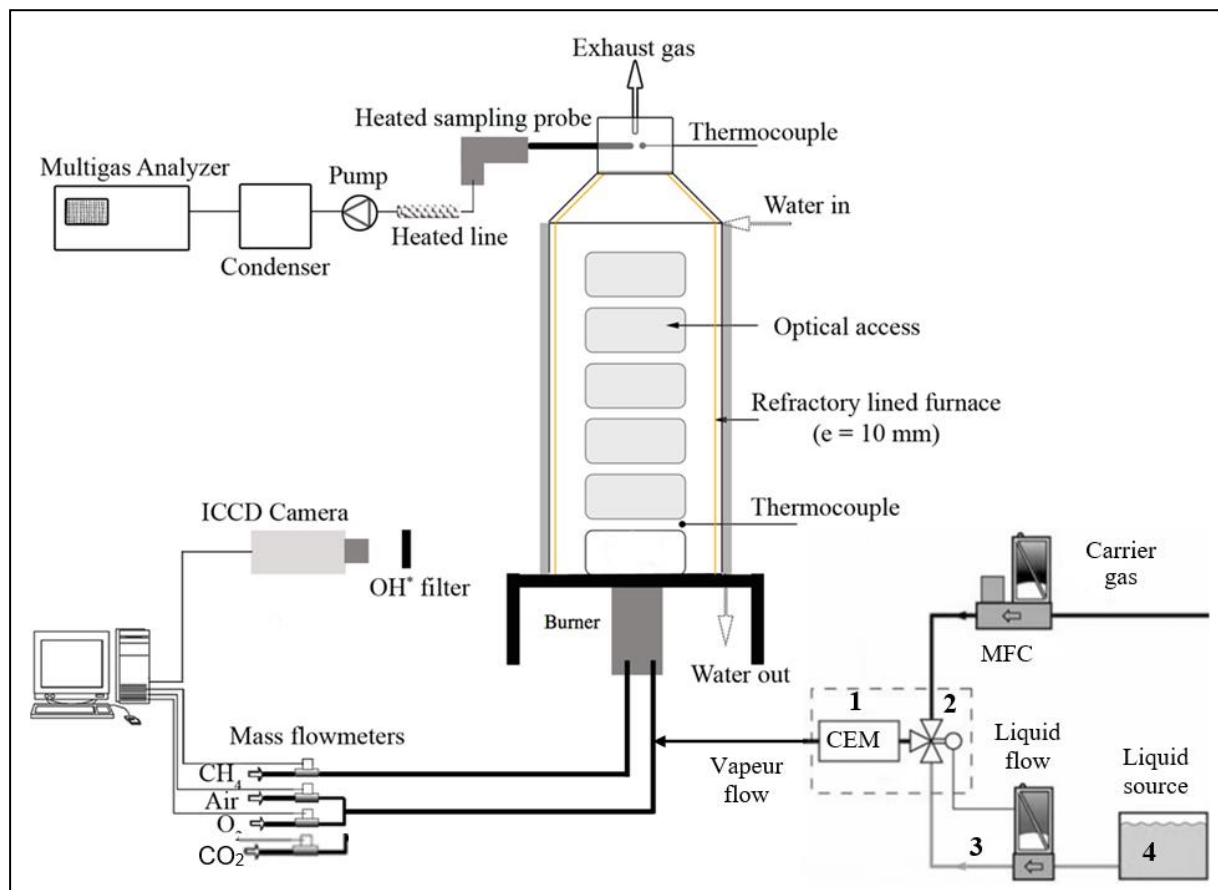 Exhaust gas
Heated sampling probe
Thermocouple
Multigas Analyzer
Pump
Water in
Heated line
Condenser
Optical access
Refractory lined furnace
(e = 10 mm)
ICCD Camera
Thermocouple
OH* filter
Carrier
gas
Burner
MFC
Water out
1
2
Mass flowmeters
CEM
Liquid
flow
Liquid
source
Vapeur
flow
CH4
Air
O2
CO2
3
4